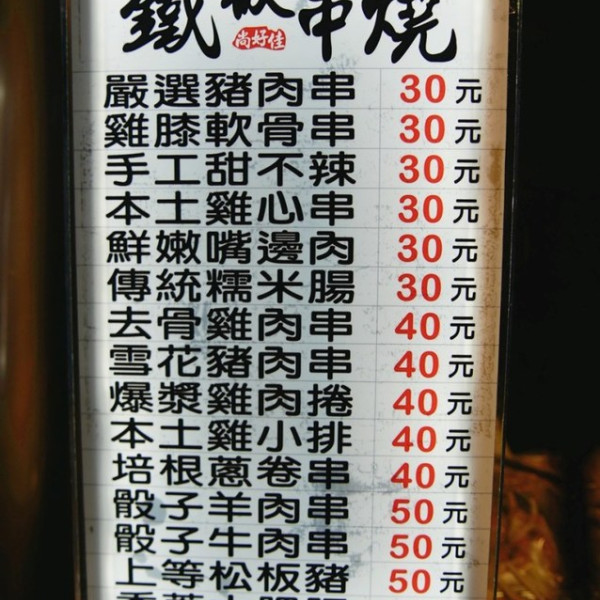 鐵板串燒
尚好佳
嚴選豬肉串 30元
雞膝軟骨串 30元
手工甜不辣 30元
本土雞心串 30元
鮮嫩嘴邊肉 30元
傳統糯米腸 30元
去骨雞肉串 40元
雪花豬肉串 40元
爆漿雞肉捲 40元
本土雞小排 40元
培根蔥卷串 40元
骰子羊肉串 50元
骰子牛肉串 50元
上等松板豬 50元